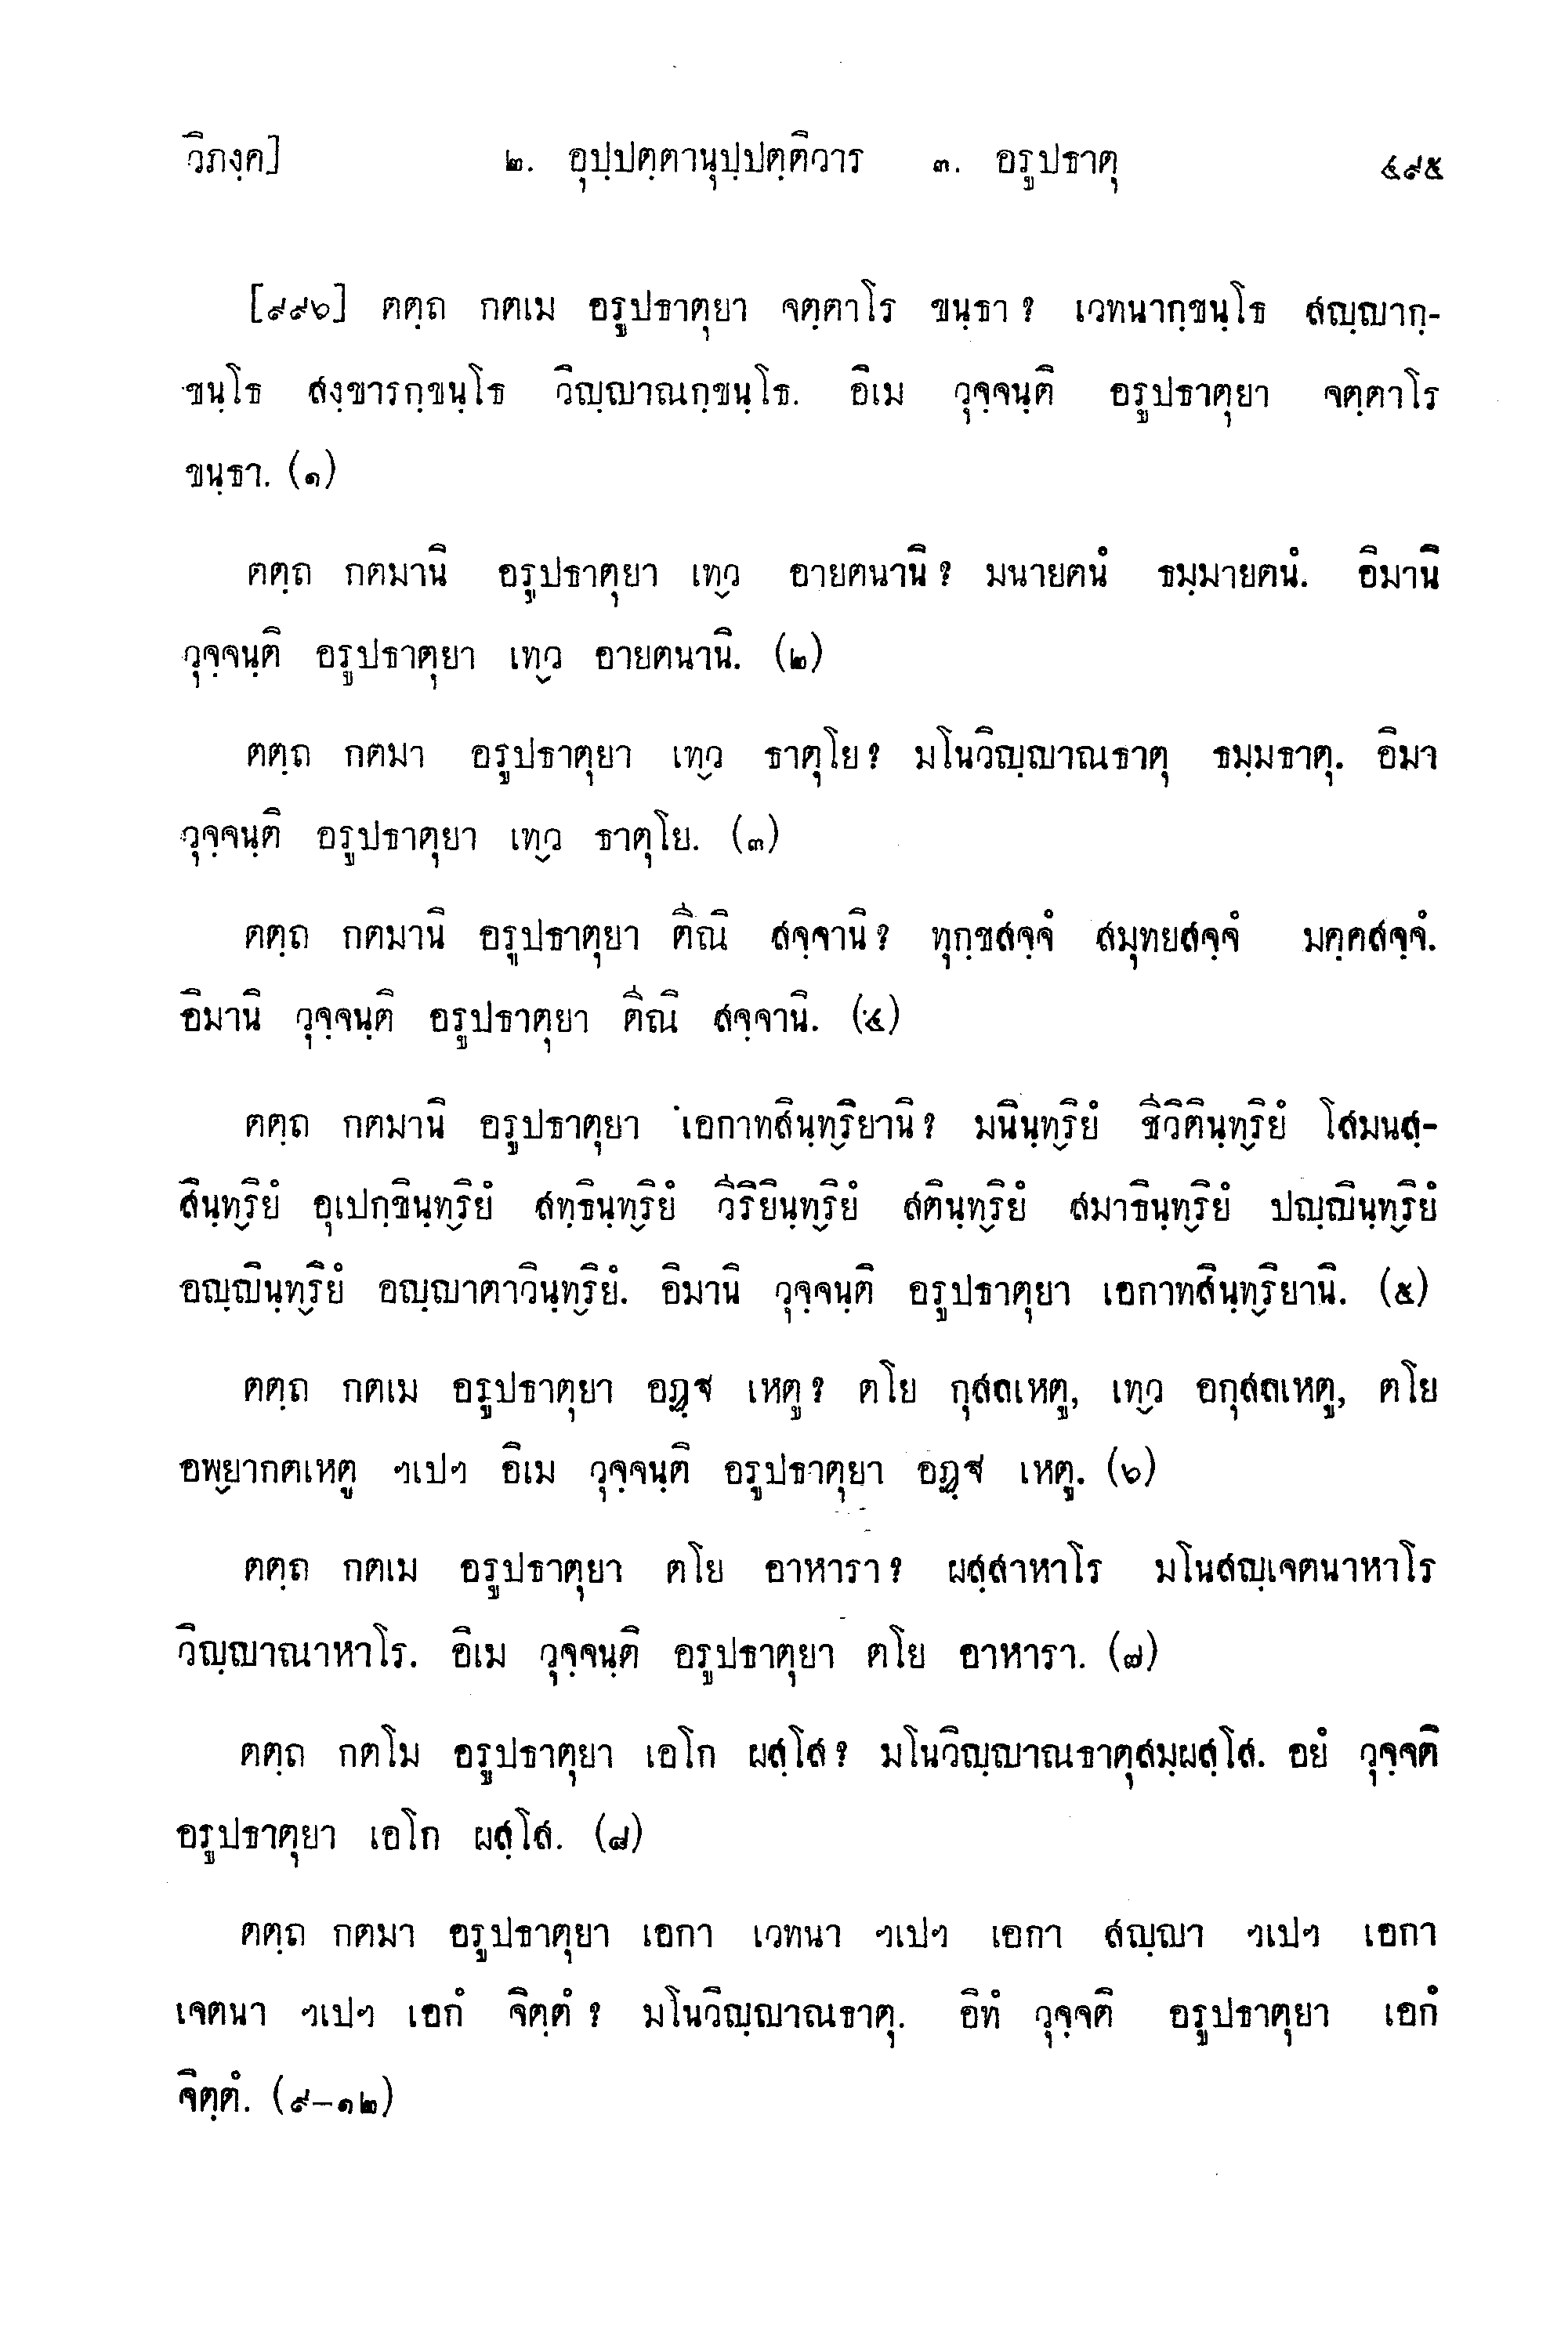 วิภงฺค] ๒. อุปฺปตฺตานุปฺปตฺติวาร ๓. อรูปธาตุ ๔๙๕
[๙๙๖] ตตฺถ กตเม อรูปธาตุยา จตฺตาโร ขนฺธา? เวทนากฺขนฺโธ สญฺญากฺ-
ขนฺโธ สงฺขารกฺขนฺโธ วิญฺญาณกฺขนฺโธ. อิเม วุจฺจนฺติ อรูปธาตุยา จตฺตาโร
ขนฺธา. (๑)
ตตฺถ กตมานิ อรูปธาตุยา เทฺว อายตนานิ? มนายตนํ ธมฺมายตนํ. อิมานิ
วุจฺจนฺติ อรูปธาตุยา เทฺว อายตนานิ. (๒)
ตตฺถ กตมา อรูปธาตุยา เทฺว ธาตุโย? มโนวิญฺญาณธาตุ ธมฺมธาตุ. อิมา
วุจฺจนฺติ อรูปธาตุยา เทฺว ธาตุโย. (๓)
ตตฺถ กตมานิ อรูปธาตุยา ตีณิ สจฺจานิ? ทุกฺขสจฺจํ สมุทยสจฺจํ มคฺคสจฺจํ.
อิมานิ วุจฺจนฺติ อรูปธาตุยา ตีณิ สจฺจานิ. (๔)
ตตฺถ กตมานิ อรูปธาตุยา เอกาทสินฺทฺริยานิ? มนินฺทฺริยํ ชีวิตินฺทฺริยํ โสมนสฺ-
สินฺทฺริยํ อุเปกฺขินฺทฺริยํ สทฺธินฺทฺริยํ วีริยินฺทฺริยํ สตินฺทฺริยํ สมาธินฺทฺริยํ ปญฺญินฺทฺริยํ
อญฺญินฺทฺริยํ อญฺญาตาวินฺทฺริยํ. อิมานิ วุจฺจนฺติ อรูปธาตุยา เอกาทสินฺทฺริยานิ. (๕)
ตตฺถ กตเม อรูปธาตุยา อฏฺฐ เหตู? ตโย กุสลเหตู, เทฺว อกุสลเหตู, ตโย
อพฺยากตเหตู ฯเปฯ อิเม วุจฺจนฺติ อรูปธาตุยา อฏฺฐ เหตู. (๖)
ตตฺถ กตเม อรูปธาตุยา ตโย อาหารา? ผสฺสาหาโร มโนสญฺเจตนาหาโร
วิญฺญาณาหาโร. อิเม วุจฺจนฺติ อรูปธาตุยา ตโย อาหารา. (๗)
ตตฺถ กตโม อรูปธาตุยา เอโก ผสฺโส? มโนวิญฺญาณธาตุสมฺผสฺโส. อยํ วุจฺจติ
อรูปธาตุยา เอโก ผสฺโส. (๘)
ตตฺถ กตมา อรูปธาตุยา เอกา เวทนา ฯเปฯ เอกา สญฺญา ฯเปฯ เอกา
เจตนา ฯเปฯ เอกํ จิตฺตํ? มโนวิญฺญาณธาตุ. อิทํ วุจฺจติ อรูปธาตุยา เอกํ
จิตฺตํ. (๙-๑๒)